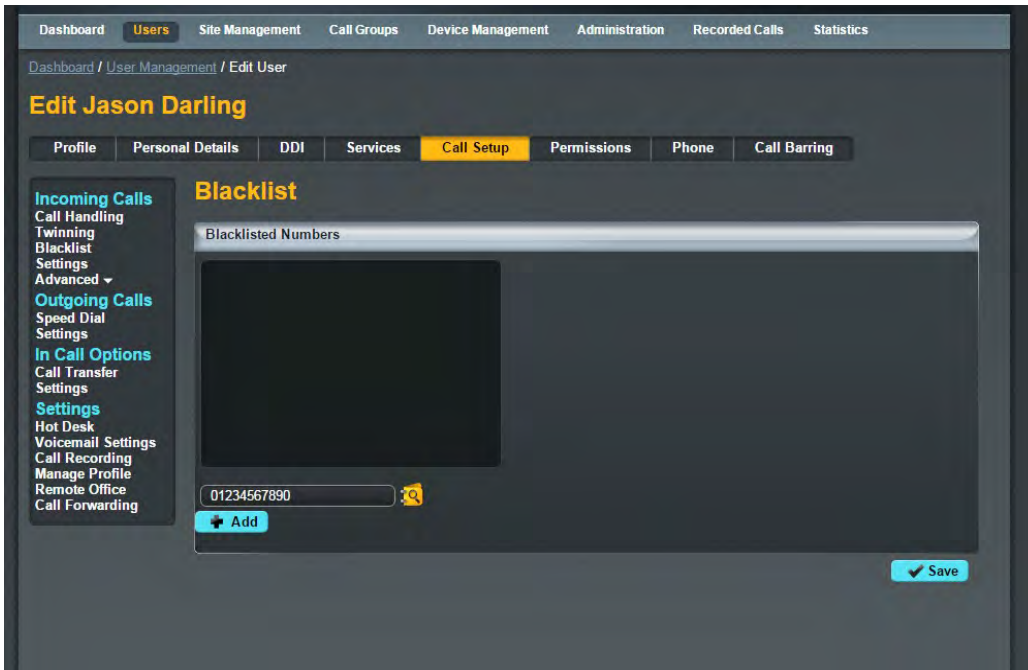 Dashboard Users Site Management Call Groups Device Management Administration Recorded Calls Statistics
Dashboard / User Management / Edit User
Edit Jason Darling
Profile Personal Details DDI Services Call Setup Permissions Phone Call Barring
Incoming Calls
Call Handling
Twinning
Blacklist
Settings
Advanced
Outgoing Calls
Speed Dial
Settings
In Call Options
Call Transfer
Settings
Settings
Hot Desk
Voicemail Settings
Call Recording
Manage Profile
Remote Office
Call Forwarding
Blacklist
Blacklisted Numbers
01234567890
Add
Save